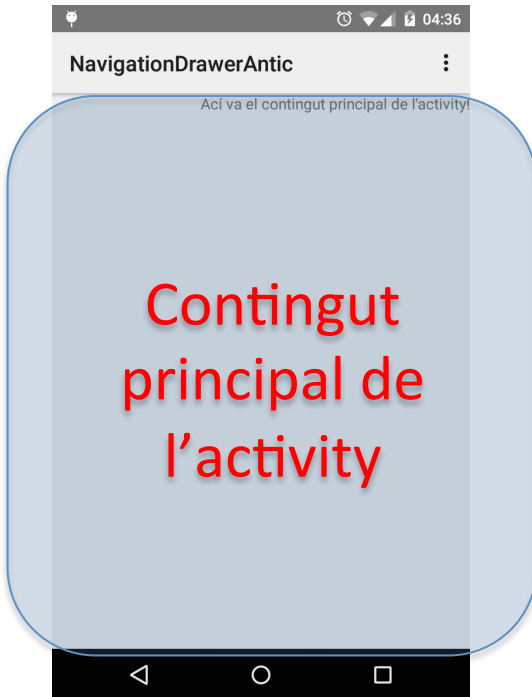 04:36
NavigationDrawerAntic
Ací va el contingut principal de l'activity!
Contingut
principal de
l’activity